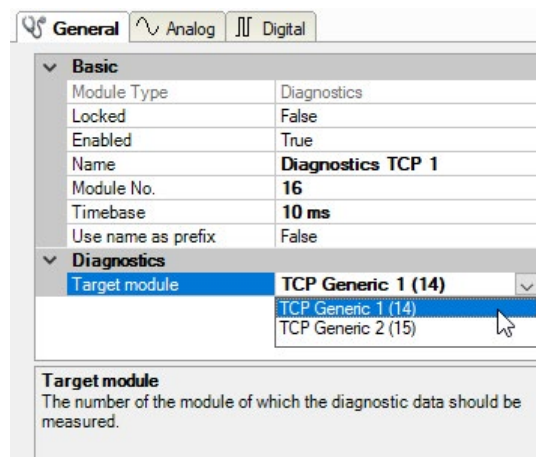 General Analog Digital
Basic
Module Type Diagnostics
Locked False
Enabled True
Name Diagnostics TCP 1
Module No. 16
Timebase 10 ms
Use name as prefix False
Diagnostics
Target module TCP Generic 1 (14)
TCP Generic 1 (14)
TCP Generic 2 (15)
Target module
The number of the module of which the diagnostic data should be
measured.